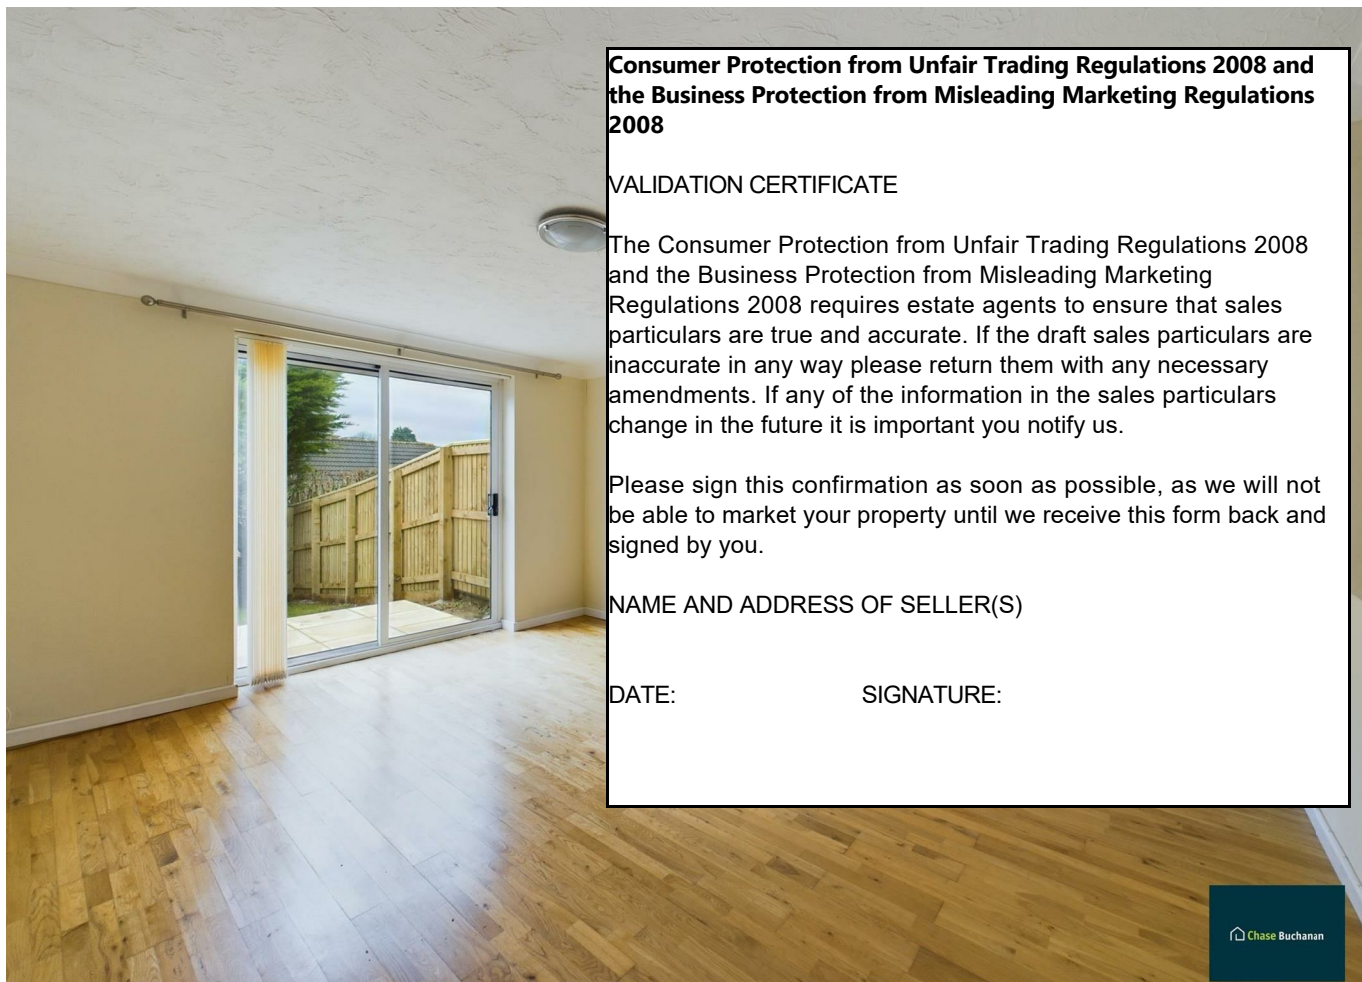 Consumer Protection from Unfair Trading Regulations 2008 and
the Business Protection from Misleading Marketing Regulations
2008
VALIDATION CERTIFICATE
The Consumer Protection from Unfair Trading Regulations 2008
and the Business Protection from Misleading Marketing
Regulations 2008 requires estate agents to ensure that sales
particulars are true and accurate. If the draft sales particulars are
inaccurate in any way please return them with any necessary
amendments. If any of the information in the sales particulars
change in the future it is important you notify us.
Please sign this confirmation as soon as possible, as we will not
be able to market your property until we receive this form back and
signed by you.
NAME AND ADDRESS OF SELLER(S)
DATE: SIGNATURE:
Chase Buchanan